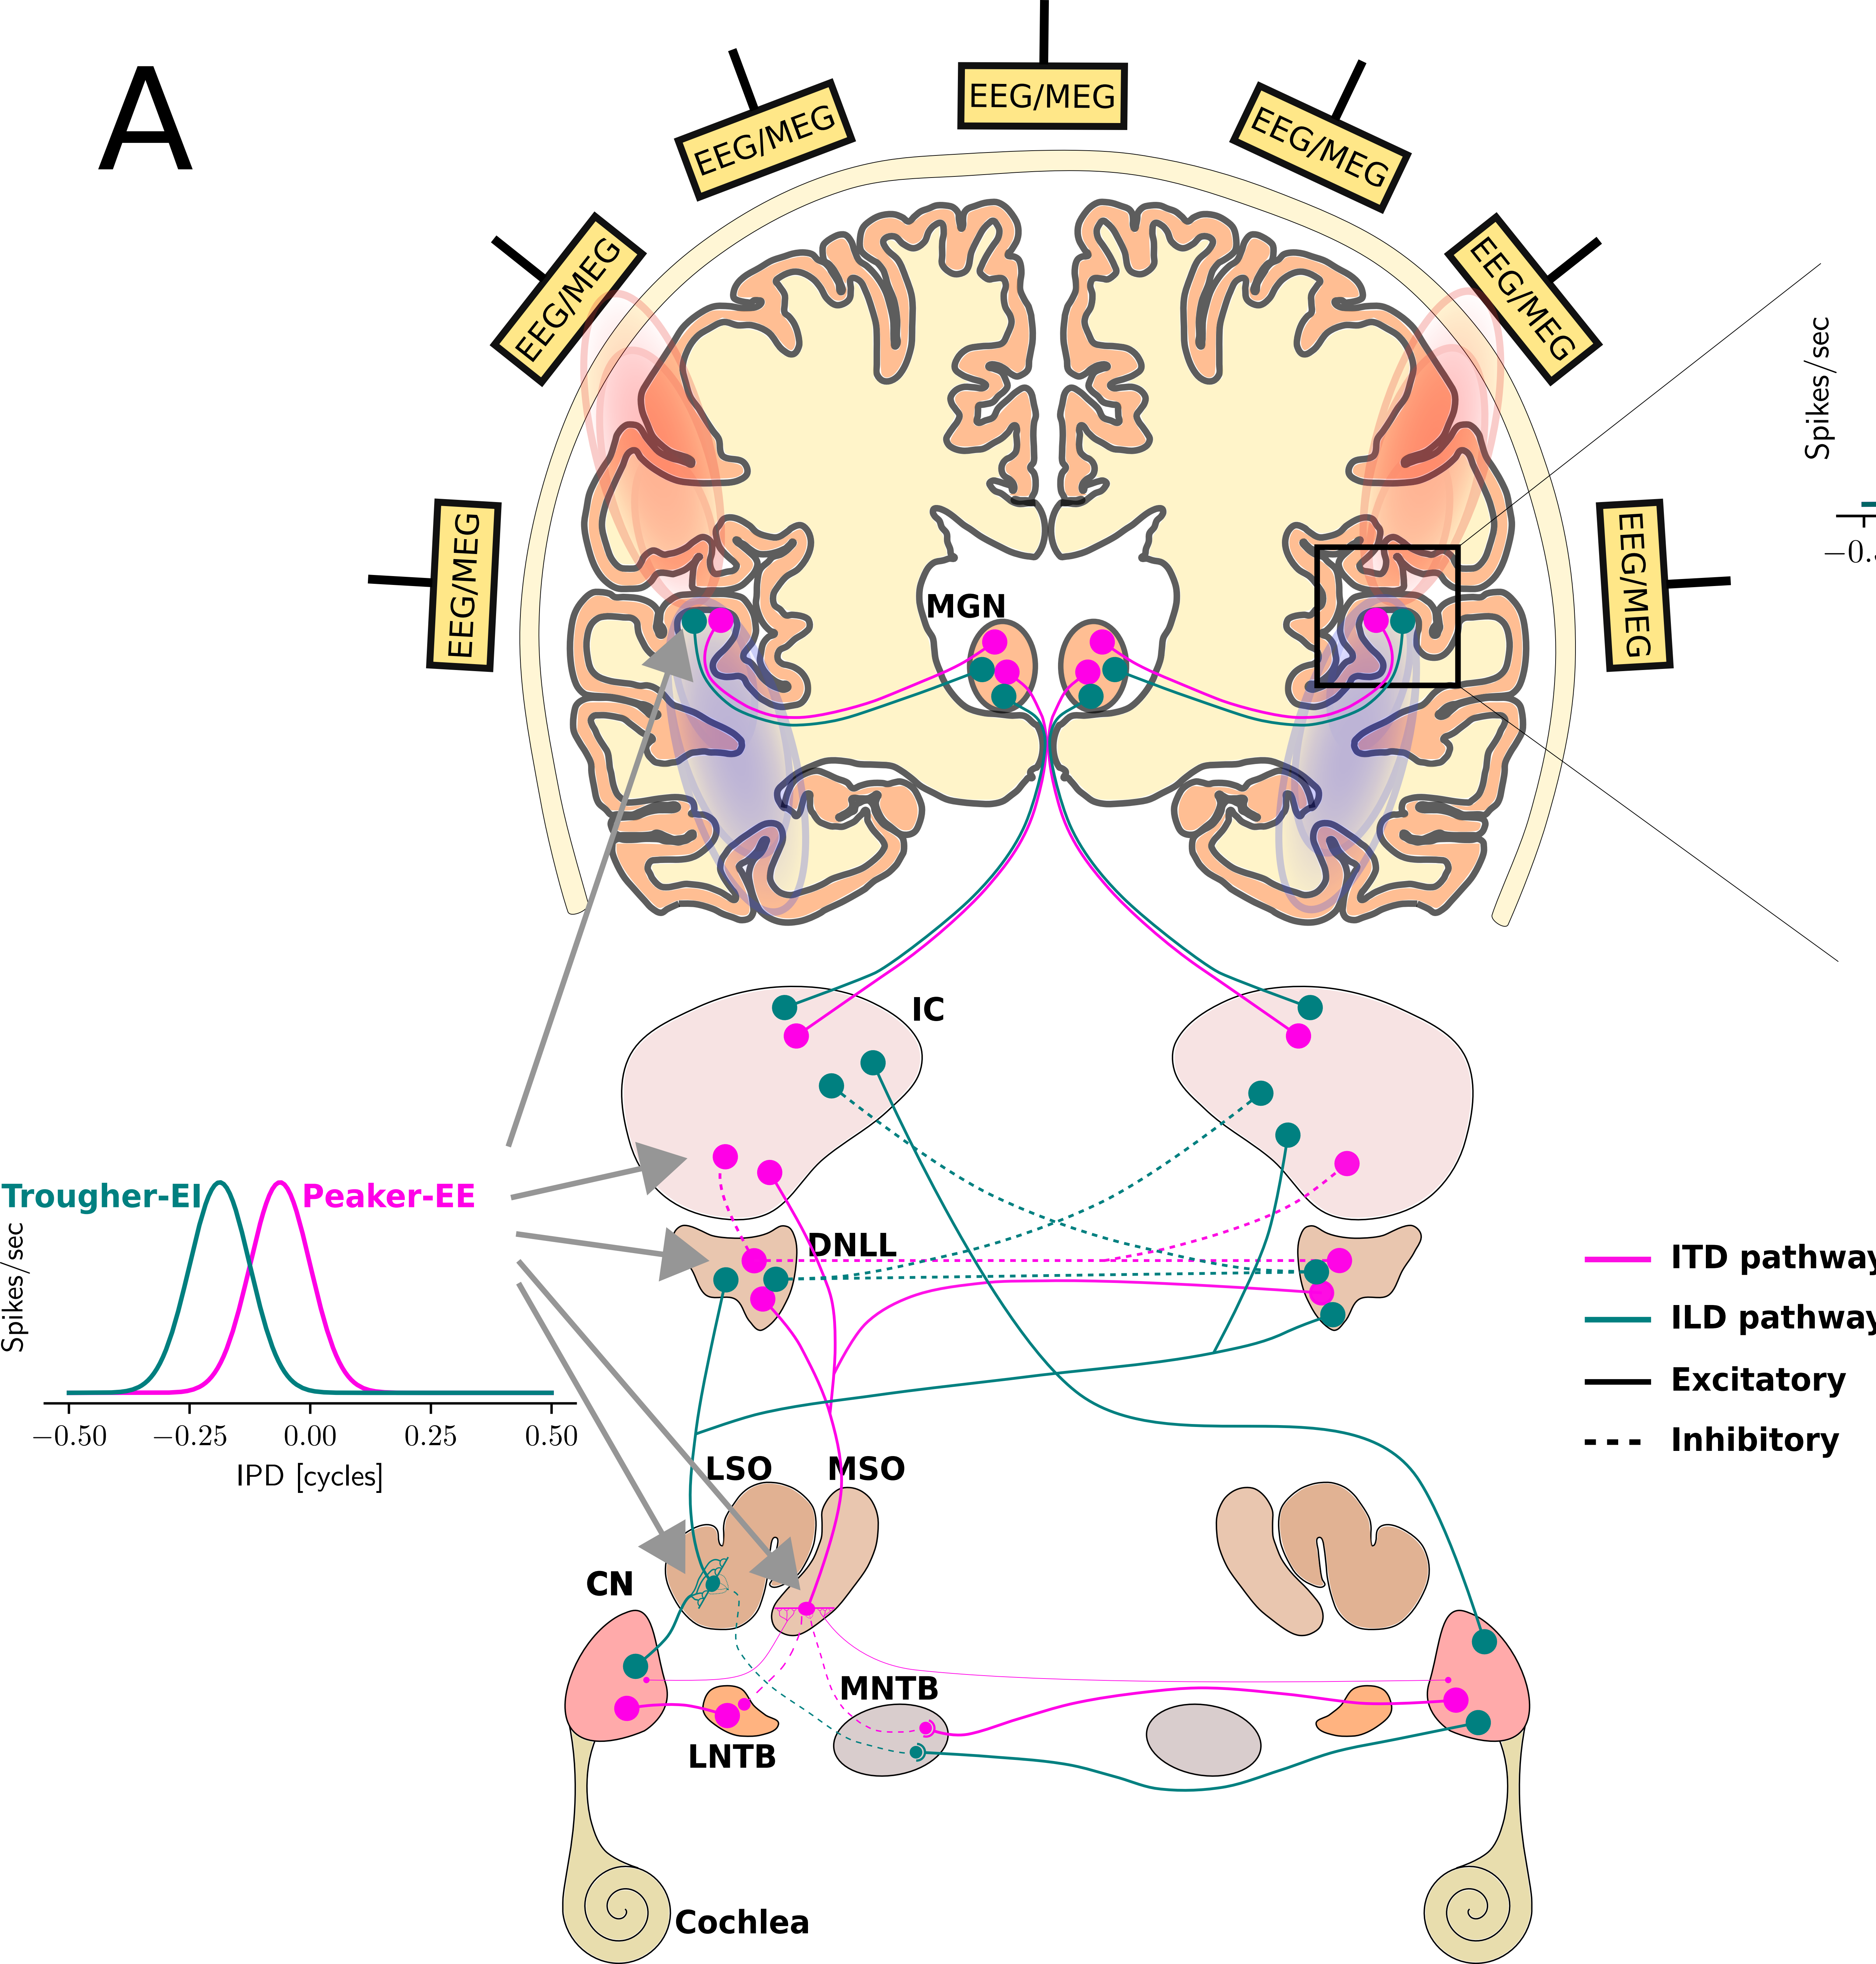 A
EEG/MEG
EEG/MEG
EEG/MEG
EEG/MEG
EEG/MEG
EEG/MEG
EEG/MEG
Spikes/sec
MGN
IC
Trougher-EI
Peaker-EE
DNLL
Spikes/sec
−0.50 −0.25 0.00 0.25 0.50
IPD [cycles]
ITD pathway
ILD pathway
Excitatory
Inhibitory
LSO
MSO
CN
MNTB
LNTB
Cochlea